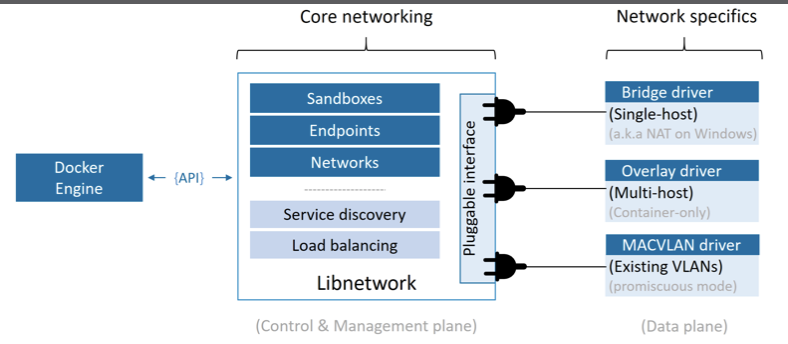 Core networking
Network specifics
Docker
Engine
{API}
Sandboxes
Endpoints
Networks
Service discovery
Load balancing
Libnetwork
Pluggable interface
Bridge driver
(Single-host)
(a.k.a NAT on Windows)
Overlay driver
(Multi-host)
(Container-only)
MACVLAN driver
(Existing VLANs)
(promiscuous mode)
(Control & Management plane)
(Data plane)